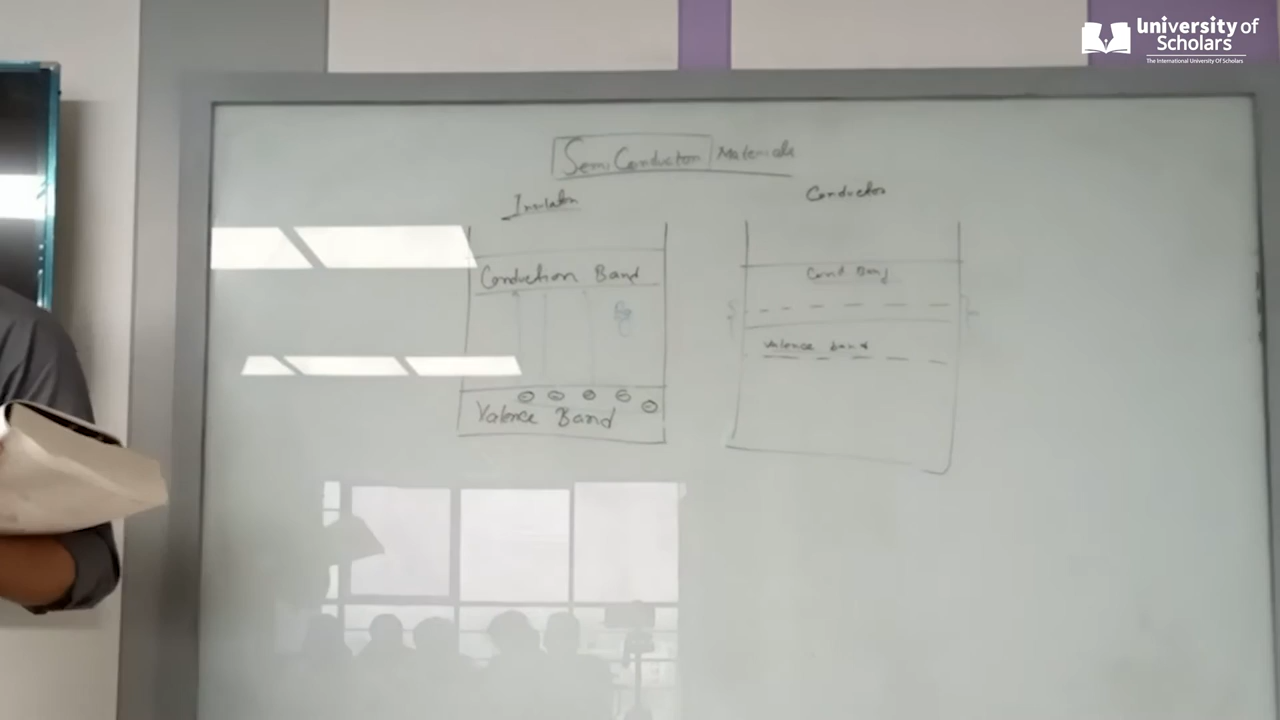 University of
Scholars
The International University Of Scholars
Semi Conductor Materials
Insulator
Conduction Band
Valence Band
Conductor
Cond Band
Valence band